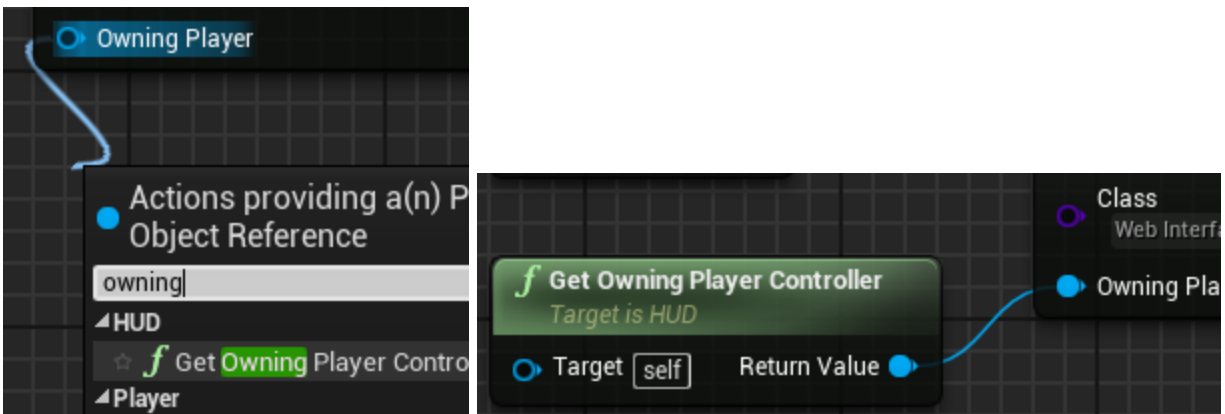 Owning Player
Actions providing a(n) P
Object Reference
owning
HUD
f Get Owning Player Contro
Player
f Get Owning Player Controller
Target is HUD
Target self Return Value
Class
Web Interfa
Owning Pla